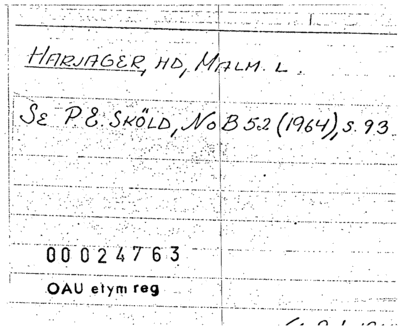 HARJAGER, HD, MALM. L.
SE P E. SKÖLD, NoB 52 (1964), S. 93
00024763
OAU etym reg